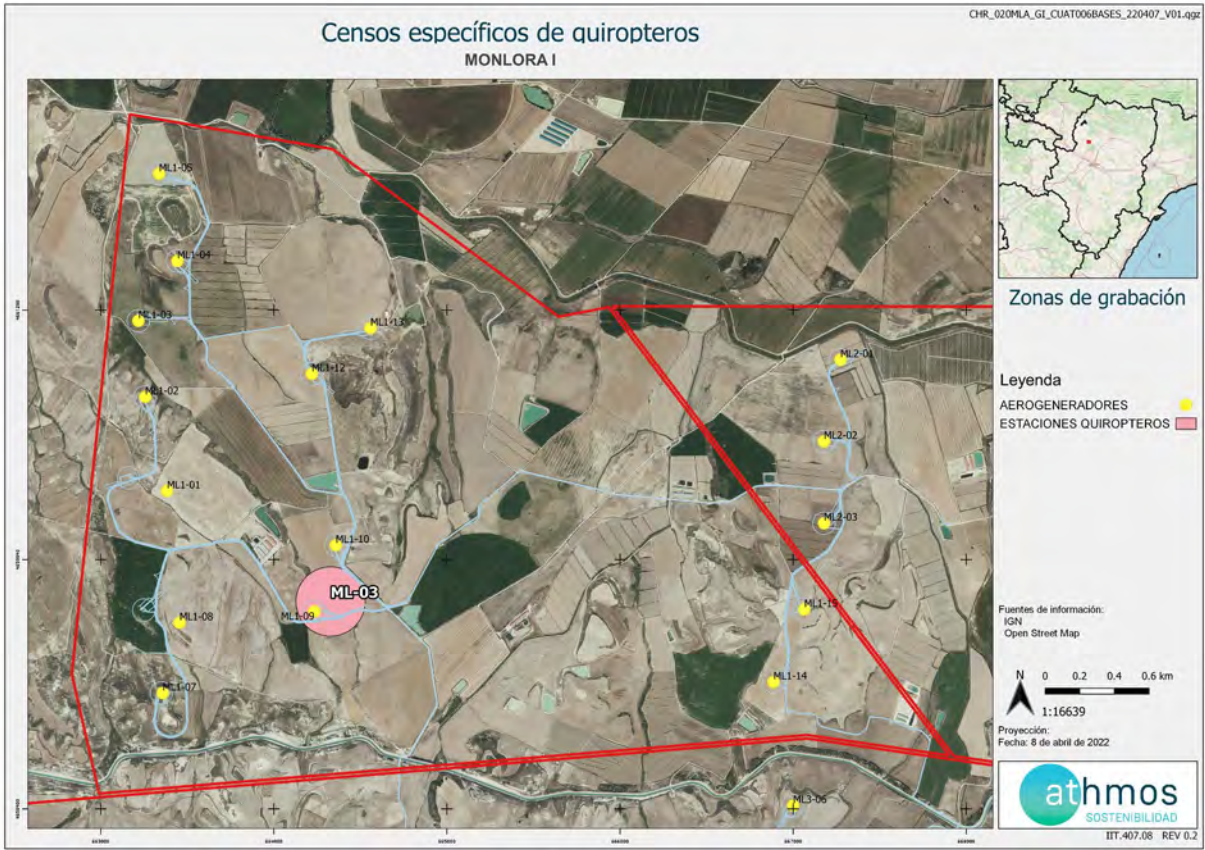 CHR_020MLA_GI_CUAT006BASES_220407_V01.qgz
Censos específicos de quiropteros
MONLORA I
ML1-05
ML1-04
ML1-03
ML1-13
ML1-12
ML1-02
ML2-01
ML2-02
ML1-01
ML2-03
ML1-10
ML-03
ML1-09
ML1-08
ML1-15
ML1-14
ML1-07
ML3-06
663000
664000
665000
667000
Zonas de grabación
Leyenda
AEROGENERADORES
ESTACIONES QUIROPTEROS
Fuentes de información:
IGN
Open Street Map
N
0 0.2 0.4 0.6 km
1:16639
Proyección:
Fecha: 8 de abril de 2022
athmos
SOSTENIBILIDAD
IIT.407.08 REV 0.2